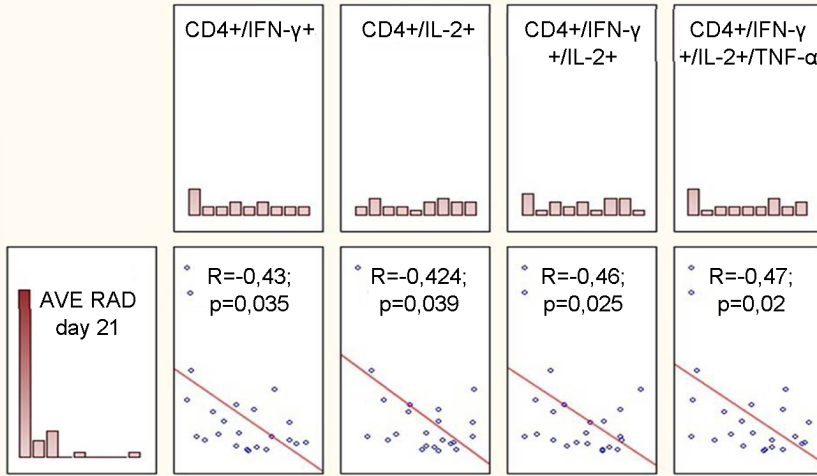 CD4+/IFN-γ+
CD4+/IL-2+
CD4+/IFN-γ
+/IL-2+
CD4+/IFN-γ
+/IL-2+/TNF-α
AVE RAD
day 21
R=-0,43;
p=0,035
R=-0,424;
p=0,039
R=-0,46;
p=0,025
R=-0,47;
p=0,02